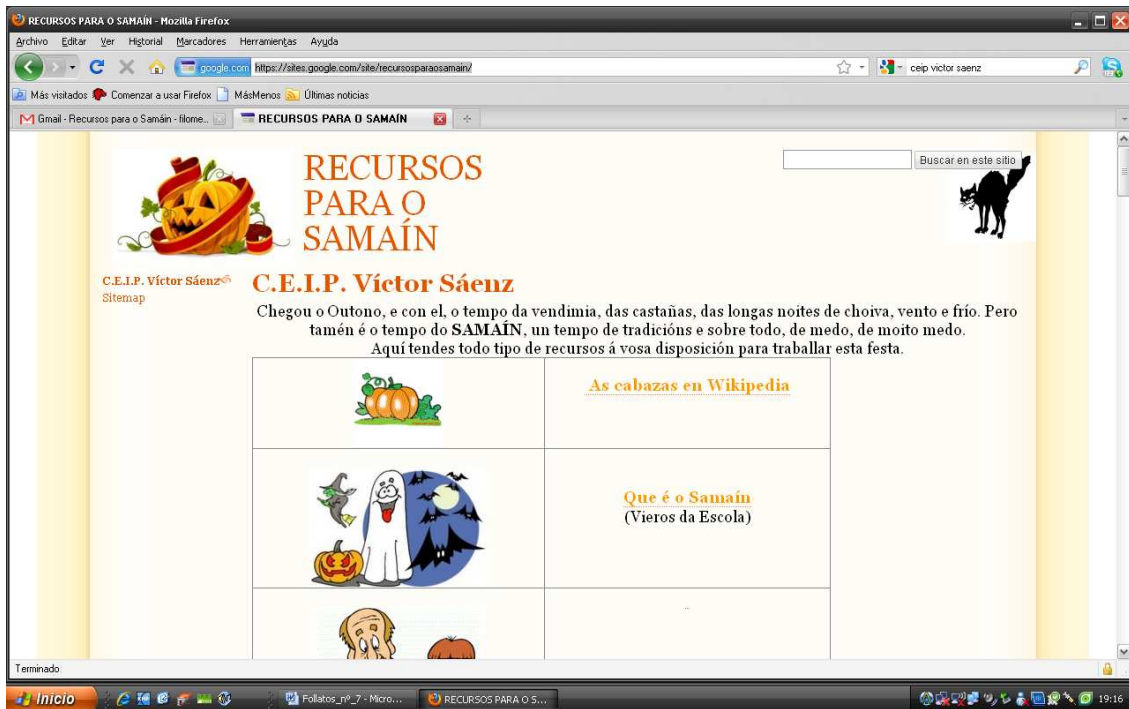 RECURSOS PARA O SAMAÍN - Mozilla Firefox
Archivo Editar Ver Historial Marcadores Herramientas Ayuda
google.com https://sites.google.com/site/recursosparaosamain/
ceip victor saenz
Más visitados Comenzar a usar Firefox MásMenos Últimas noticias
Gmail - Recursos para o Samáin - filome... RECURSOS PARA O SAMAÍN
RECURSOS
PARA O
SAMAÍN
Buscar en este sitio
C.E.I.P. Víctor Sáenz
Sitemap
C.E.I.P. Víctor Sáenz
Chegou o Outono, e con el, o tempo da vendimia, das castañas, das longas noites de choiva, vento e frío. Pero
tamén é o tempo do SAMAÍN, un tempo de tradicións e sobre todo, de medo, de moito medo.
Aquí tendes todo tipo de recursos á vosa disposición para traballar esta festa.
As cabazas en Wikipedia
Que é o Samaín
(Vieros da Escola)
Terminado
Inicio Follatos_nº_7 - Micro... RECURSOS PARA O S... 19:16